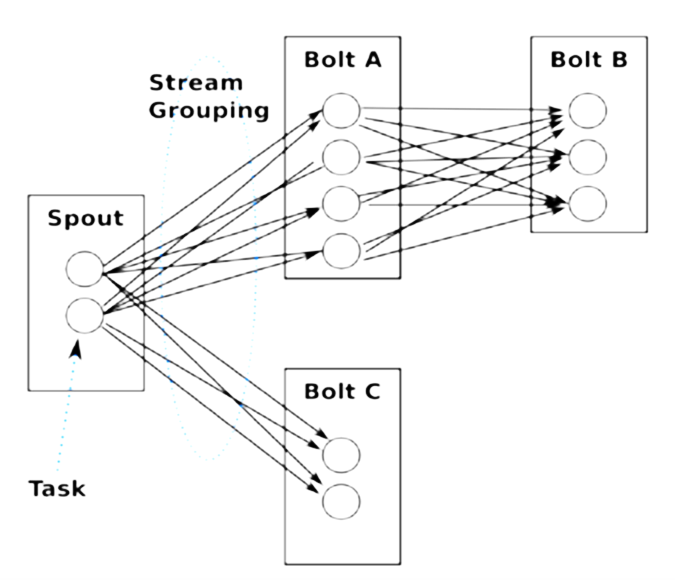 Stream
Grouping
Bolt A
Bolt B
Spout
Bolt C
Task